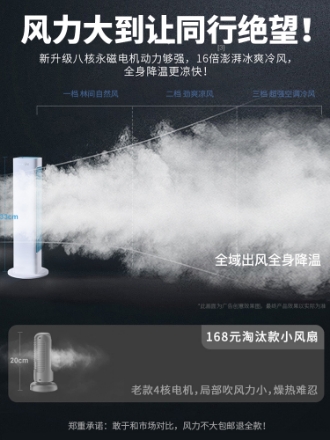 风力大到让同行绝望！
新升级八核永磁电机动力够强，16倍澎湃冰爽冷风，
全身降温更凉快！
一档 林间自然风
二档 劲爽凉风
三档 超强空调冷风
全域出风全身降温
168元淘汰款小风扇
20cm
老款4核电机，局部吹风力小，燥热难忍
郑重承诺：敢于和市场对比，风力不大包邮退全款！